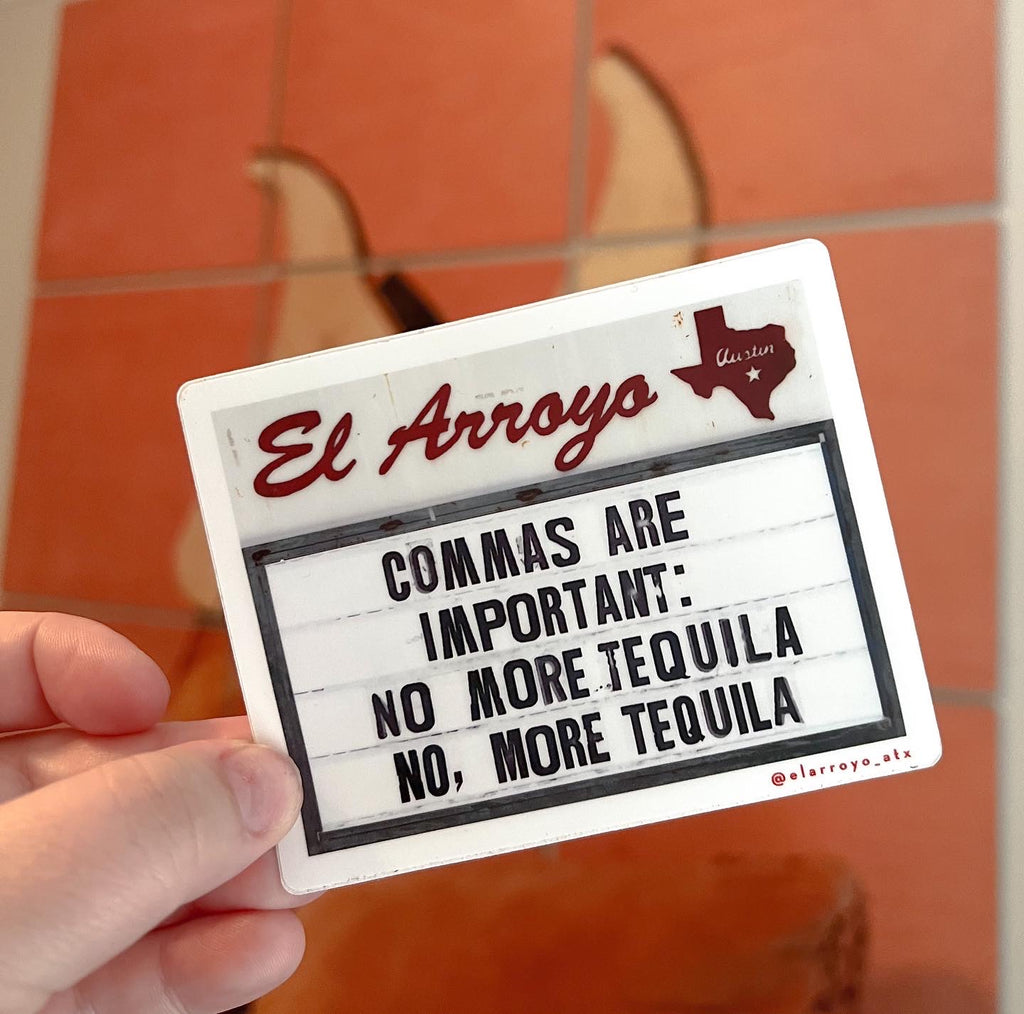 El Arroyo
Austin
COMMAS ARE
IMPORTANT:
NO MORE TEQUILA
NO, MORE TEQUILA
@elarroyo_atx